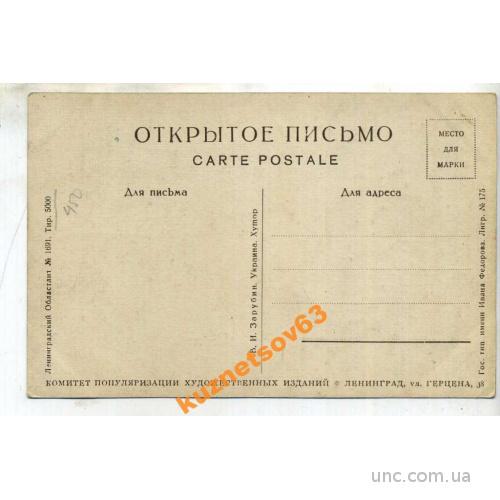 ОТКРЫТОЕ ПИСЬМО
CARTE POSTALE
МЕСТО
ДЛЯ
МАРКИ
Для письма
Для адреса
Ленинградский Областлит № 1691. Тир. 5000
450
В. И. Зарубин. Украина. Хутор
Гос. тип. имени Ивана Федорова. Лнгр. № 175
КОМИТЕТ ПОПУЛЯРИЗАЦИИ ХУДОЖЕСТВЕННЫХ ИЗДАНИЙ ЛЕНИНГРАД, ул. ГЕРЦЕНА, 38
kuznetsov63
unc.com.ua